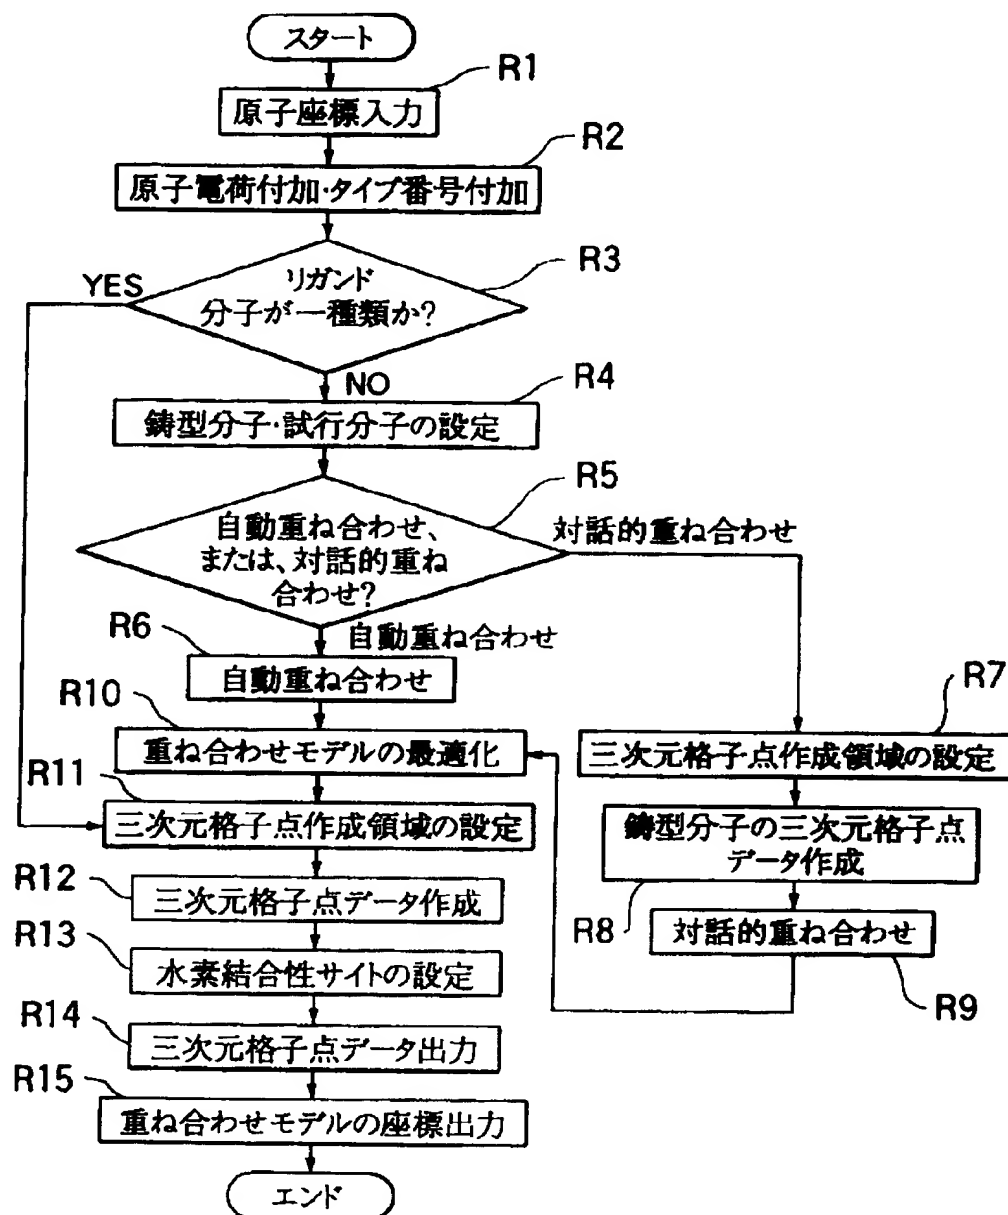 スタート
R1
原子座標入力
R2
原子電荷付加·タイプ番号付加
R3
YES
リガンド
分子が一種類か?
NO
R4
鋳型分子·試行分子の設定
R5
自動重ね合わせ、
または、対話的重ね
合わせ?
対話的重ね合わせ
R6
自動重ね合わせ
自動重ね合わせ
R7
R10
重ね合わせモデルの最適化
三次元格子点作成領域の設定
R11
三次元格子点作成領域の設定
鋳型分子の三次元格子点
データ作成
R12
三次元格子点データ作成
R8
対話的重ね合わせ
R13
水素結合性サイトの設定
R9
R14
三次元格子点データ出力
R15
重ね合わせモデルの座標出力
エンド